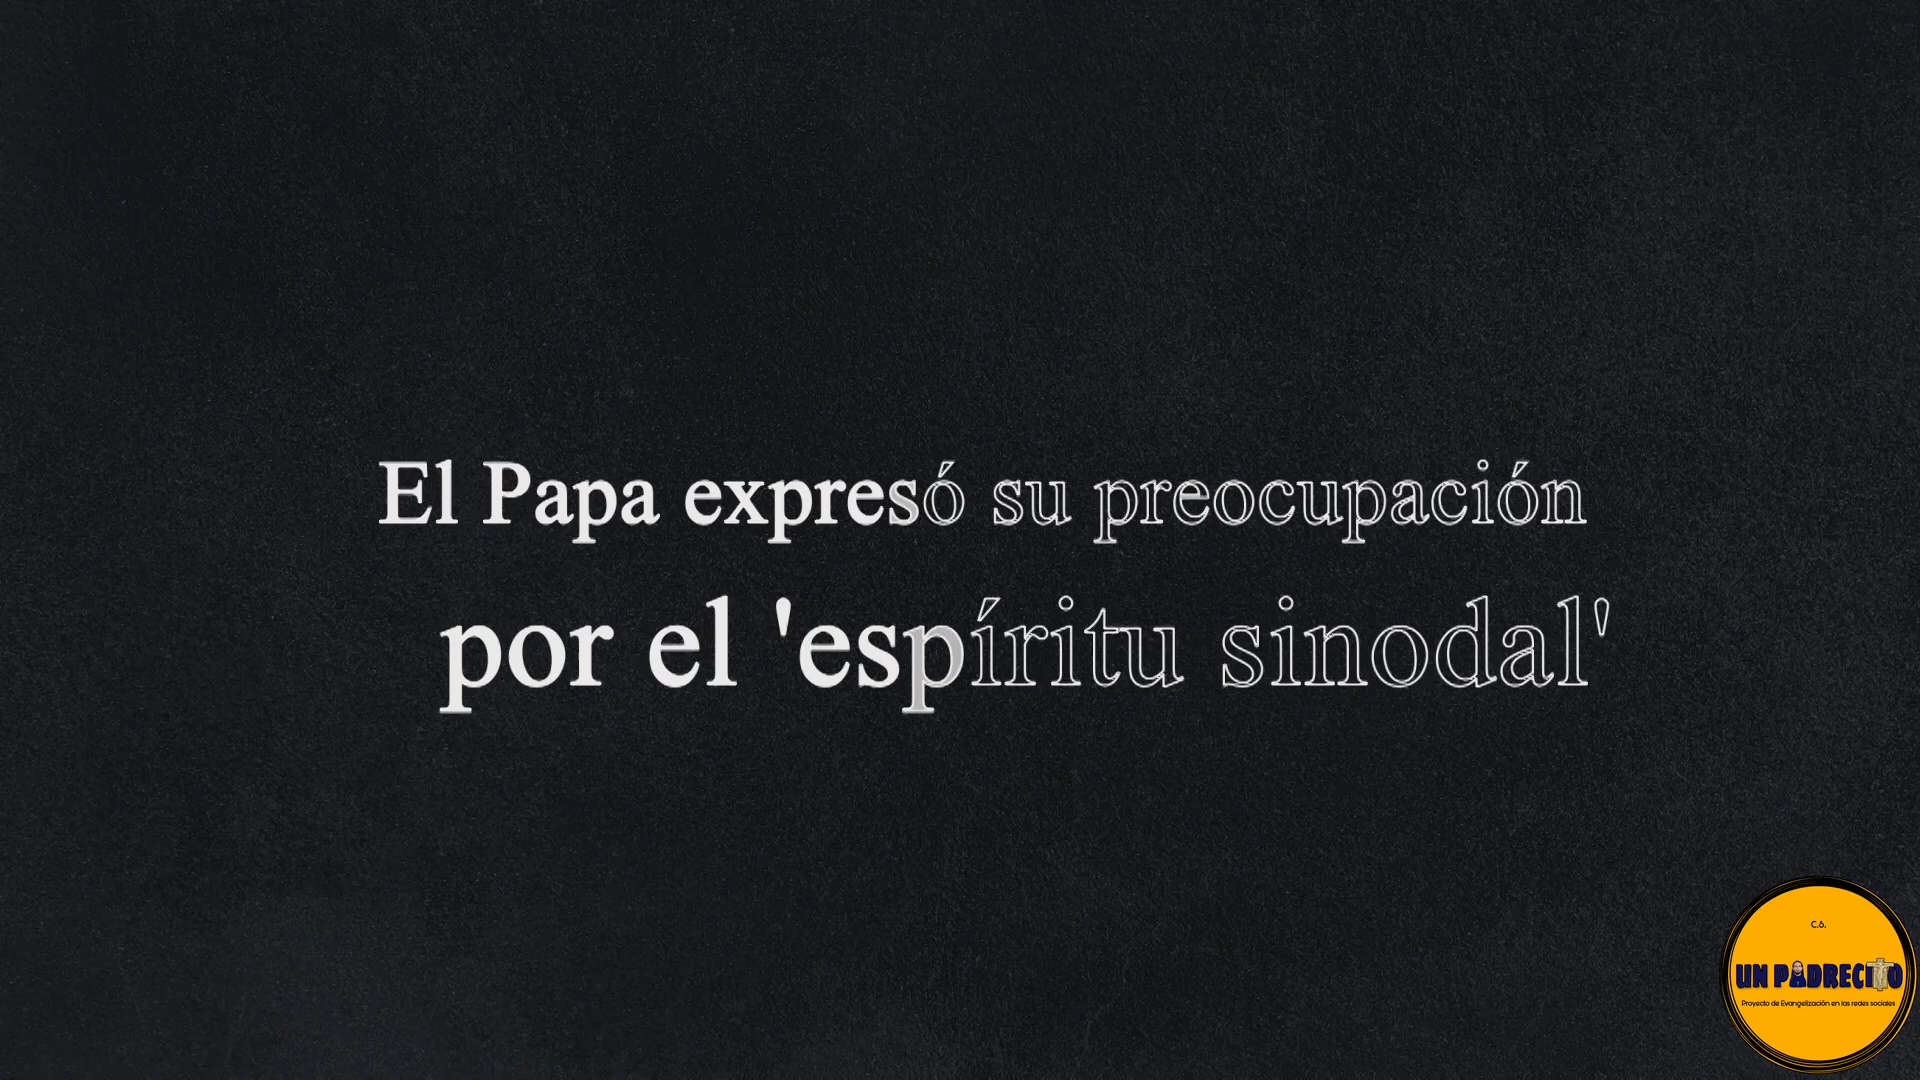 El Papa expresó su preocupación
por el 'espíritu sinodal'
C.S.
UN PADRECITO
Proyecto de Evangelización en las redes sociales